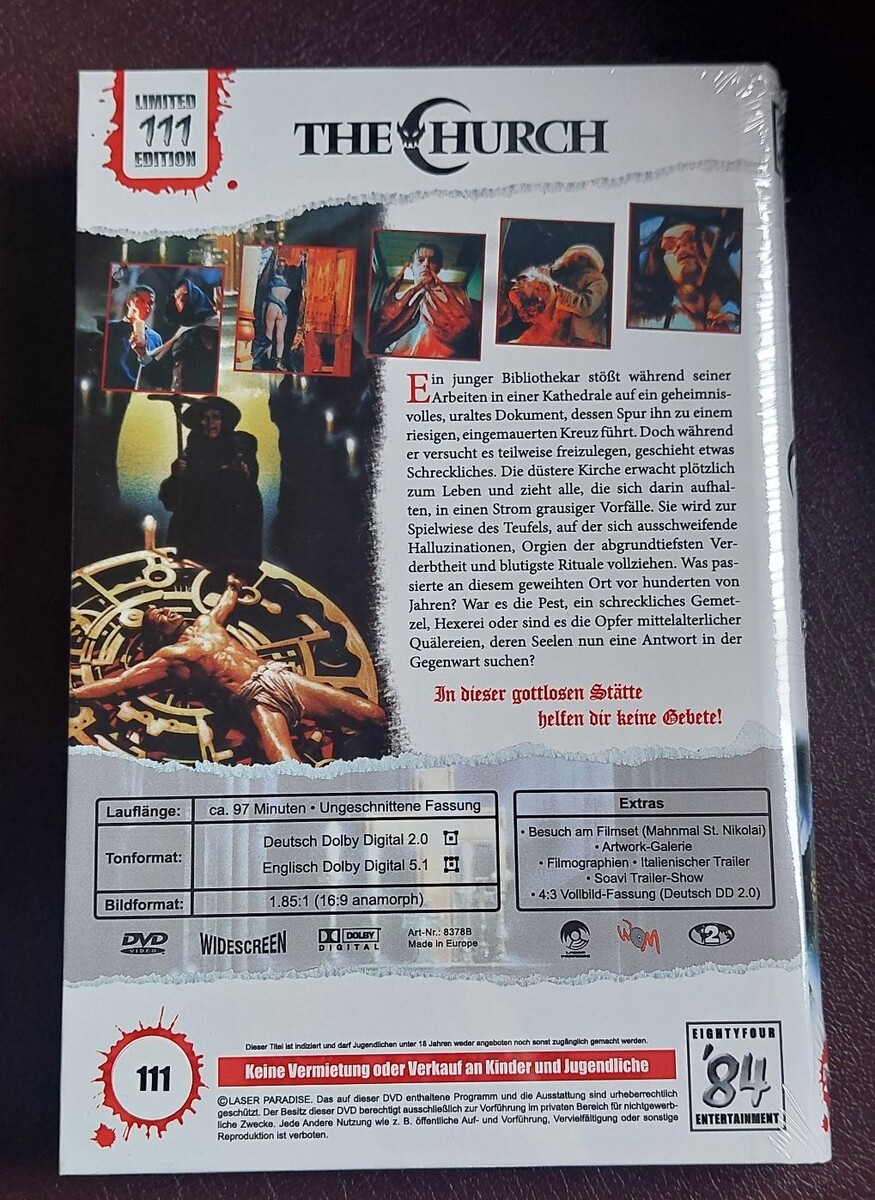 LIMITED
111
EDITION
THE CHURCH
Ein junger Bibliothekar stößt während seiner
Arbeiten in einer Kathedrale auf ein geheimnis-
volles, uraltes Dokument, dessen Spur ihn zu einem
riesigen, eingemauerten Kreuz führt. Doch während
er versucht es teilweise freizulegen, geschieht etwas
Schreckliches. Die düstere Kirche erwacht plötzlich
zum Leben und zieht alle, die sich darin aufhal-
ten, in einen Strom grausiger Vorfälle. Sie wird zur
Spielwiese des Teufels, auf der sich ausschweifende
Halluzinationen, Orgien der abgrundtiefsten Ver-
derbtheit und blutigste Rituale vollziehen. Was pas-
sierte an diesem geweihten Ort vor hunderten von
Jahren? War es die Pest, ein schreckliches Gemet-
zel, Hexerei oder sind es die Opfer mittelalterlicher
Quälereien, deren Seelen nun eine Antwort in der
Gegenwart suchen?
In dieser gottlosen Stätte
helfen dir keine Gebete!
Lauflänge: ca. 97 Minuten • Ungeschnittene Fassung
Tonformat: Deutsch Dolby Digital 2.0
Englisch Dolby Digital 5.1
Bildformat: 1.85:1 (16:9 anamorph)
Extras
• Besuch am Filmset (Mahnmal St. Nikolai)
• Artwork-Galerie
• Filmographien • Italienischer Trailer
• Soavi Trailer-Show
• 4:3 Vollbild-Fassung (Deutsch DD 2.0)
DVD VIDEO
WIDESCREEN
DOLBY DIGITAL
Art-Nr.: 8378B
Made in Europe
WOM
2
Dieser Titel ist indiziert und darf Jugendlichen unter 18 Jahren weder angeboten noch sonst zugänglich gemacht werden.
111
Keine Vermietung oder Verkauf an Kinder und Jugendliche
©LASER PARADISE. Das auf dieser DVD enthaltene Programm und die Ausstattung sind urheberrechtlich
geschützt. Der Besitz dieser DVD berechtigt ausschließlich zur Vorführung im privaten Bereich für nichtgewerb-
liche Zwecke. Jede Andere Nutzung wie z. B. öffentliche Auf- und Vorführung, Vervielfältigung oder sonstige
Reproduktion ist verboten.
EIGHTYFOUR
'84
ENTERTAINMENT